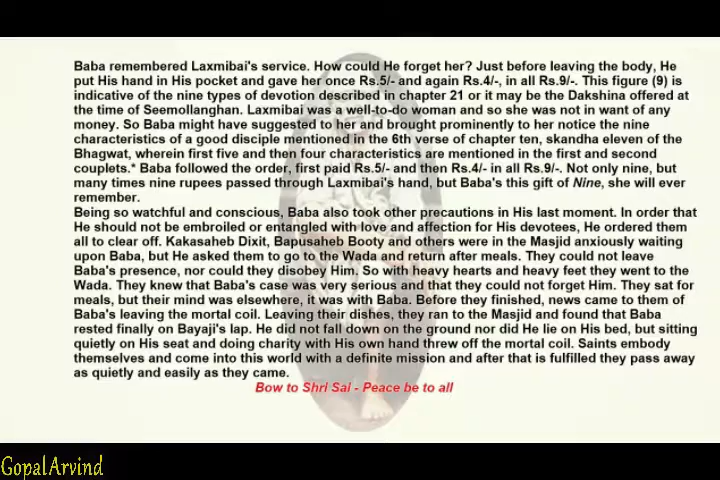 Baba remembered Laxmibai's service. How could He forget her? Just before leaving the body, He
put His hand in His pocket and gave her once Rs.5/- and again Rs.4/-, in all Rs.9/-. This figure (9) is
indicative of the nine types of devotion described in chapter 21 or it may be the Dakshina offered at
the time of Seemollanghan. Laxmibai was a well-to-do woman and so she was not in want of any
money. So Baba might have suggested to her and brought prominently to her notice the nine
characteristics of a good disciple mentioned in the 6th verse of chapter ten, skandha eleven of the
Bhagwat, wherein first five and then four characteristics are mentioned in the first and second
couplets.* Baba followed the order, first paid Rs.5/- and then Rs.4/- in all Rs.9/-. Not only nine, but
many times nine rupees passed through Laxmibai's hand, but Baba's this gift of Nine, she will ever
remember.
Being so watchful and conscious, Baba also took other precautions in His last moment. In order that
He should not be embroiled or entangled with love and affection for His devotees, He ordered them
all to clear off. Kakasaheb Dixit, Bapusaheb Booty and others were in the Masjid anxiously waiting
upon Baba, but He asked them to go to the Wada and return after meals. They could not leave
Baba's presence, nor could they disobey Him. So with heavy hearts and heavy feet they went to the
Wada. They knew that Baba's case was very serious and that they could not forget Him. They sat for
meals, but their mind was elsewhere, it was with Baba. Before they finished, news came to them of
Baba's leaving the mortal coil. Leaving their dishes, they ran to the Masjid and found that Baba
rested finally on Bayaji's lap. He did not fall down on the ground nor did He lie on His bed, but sitting
quietly on His seat and doing charity with His own hand threw off the mortal coil. Saints embody
themselves and come into this world with a definite mission and after that is fulfilled they pass away
as quietly and easily as they came.
Bow to Shri Sai - Peace be to all
GopalArvind